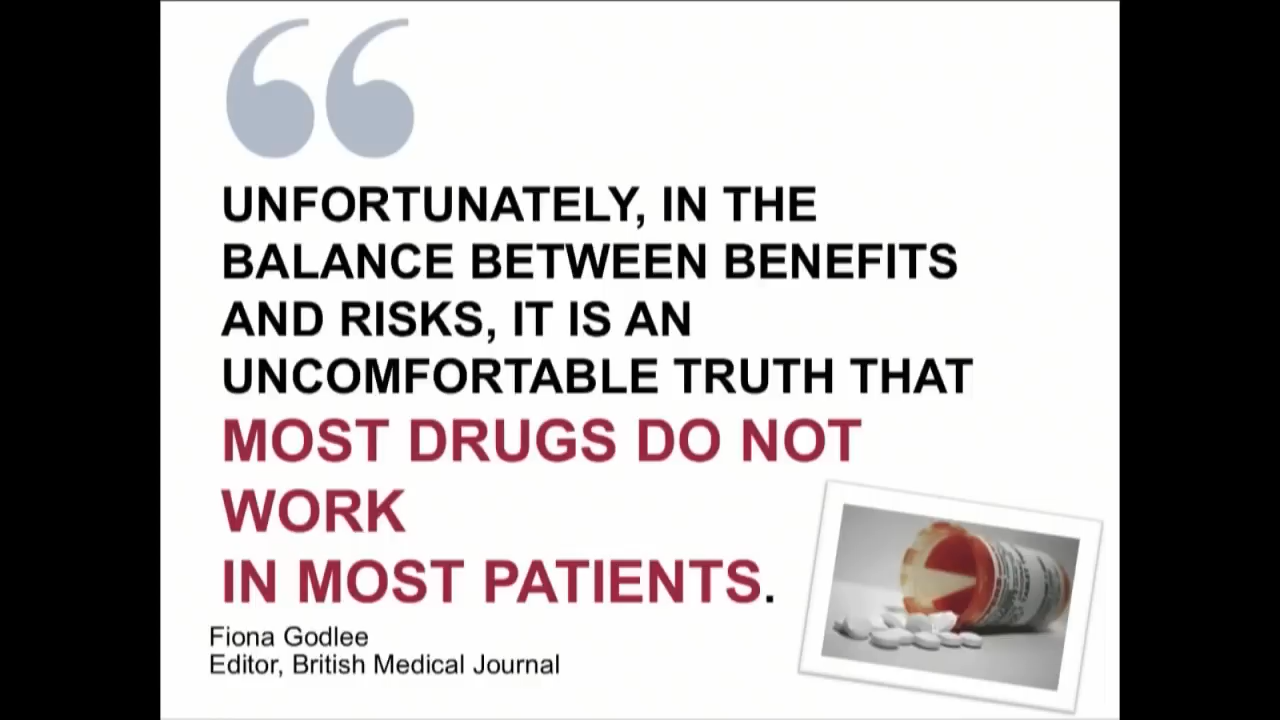 UNFORTUNATELY, IN THE
BALANCE BETWEEN BENEFITS
AND RISKS, IT IS AN
UNCOMFORTABLE TRUTH THAT
MOST DRUGS DO NOT
WORK
IN MOST PATIENTS.
Fiona Godlee
Editor, British Medical Journal